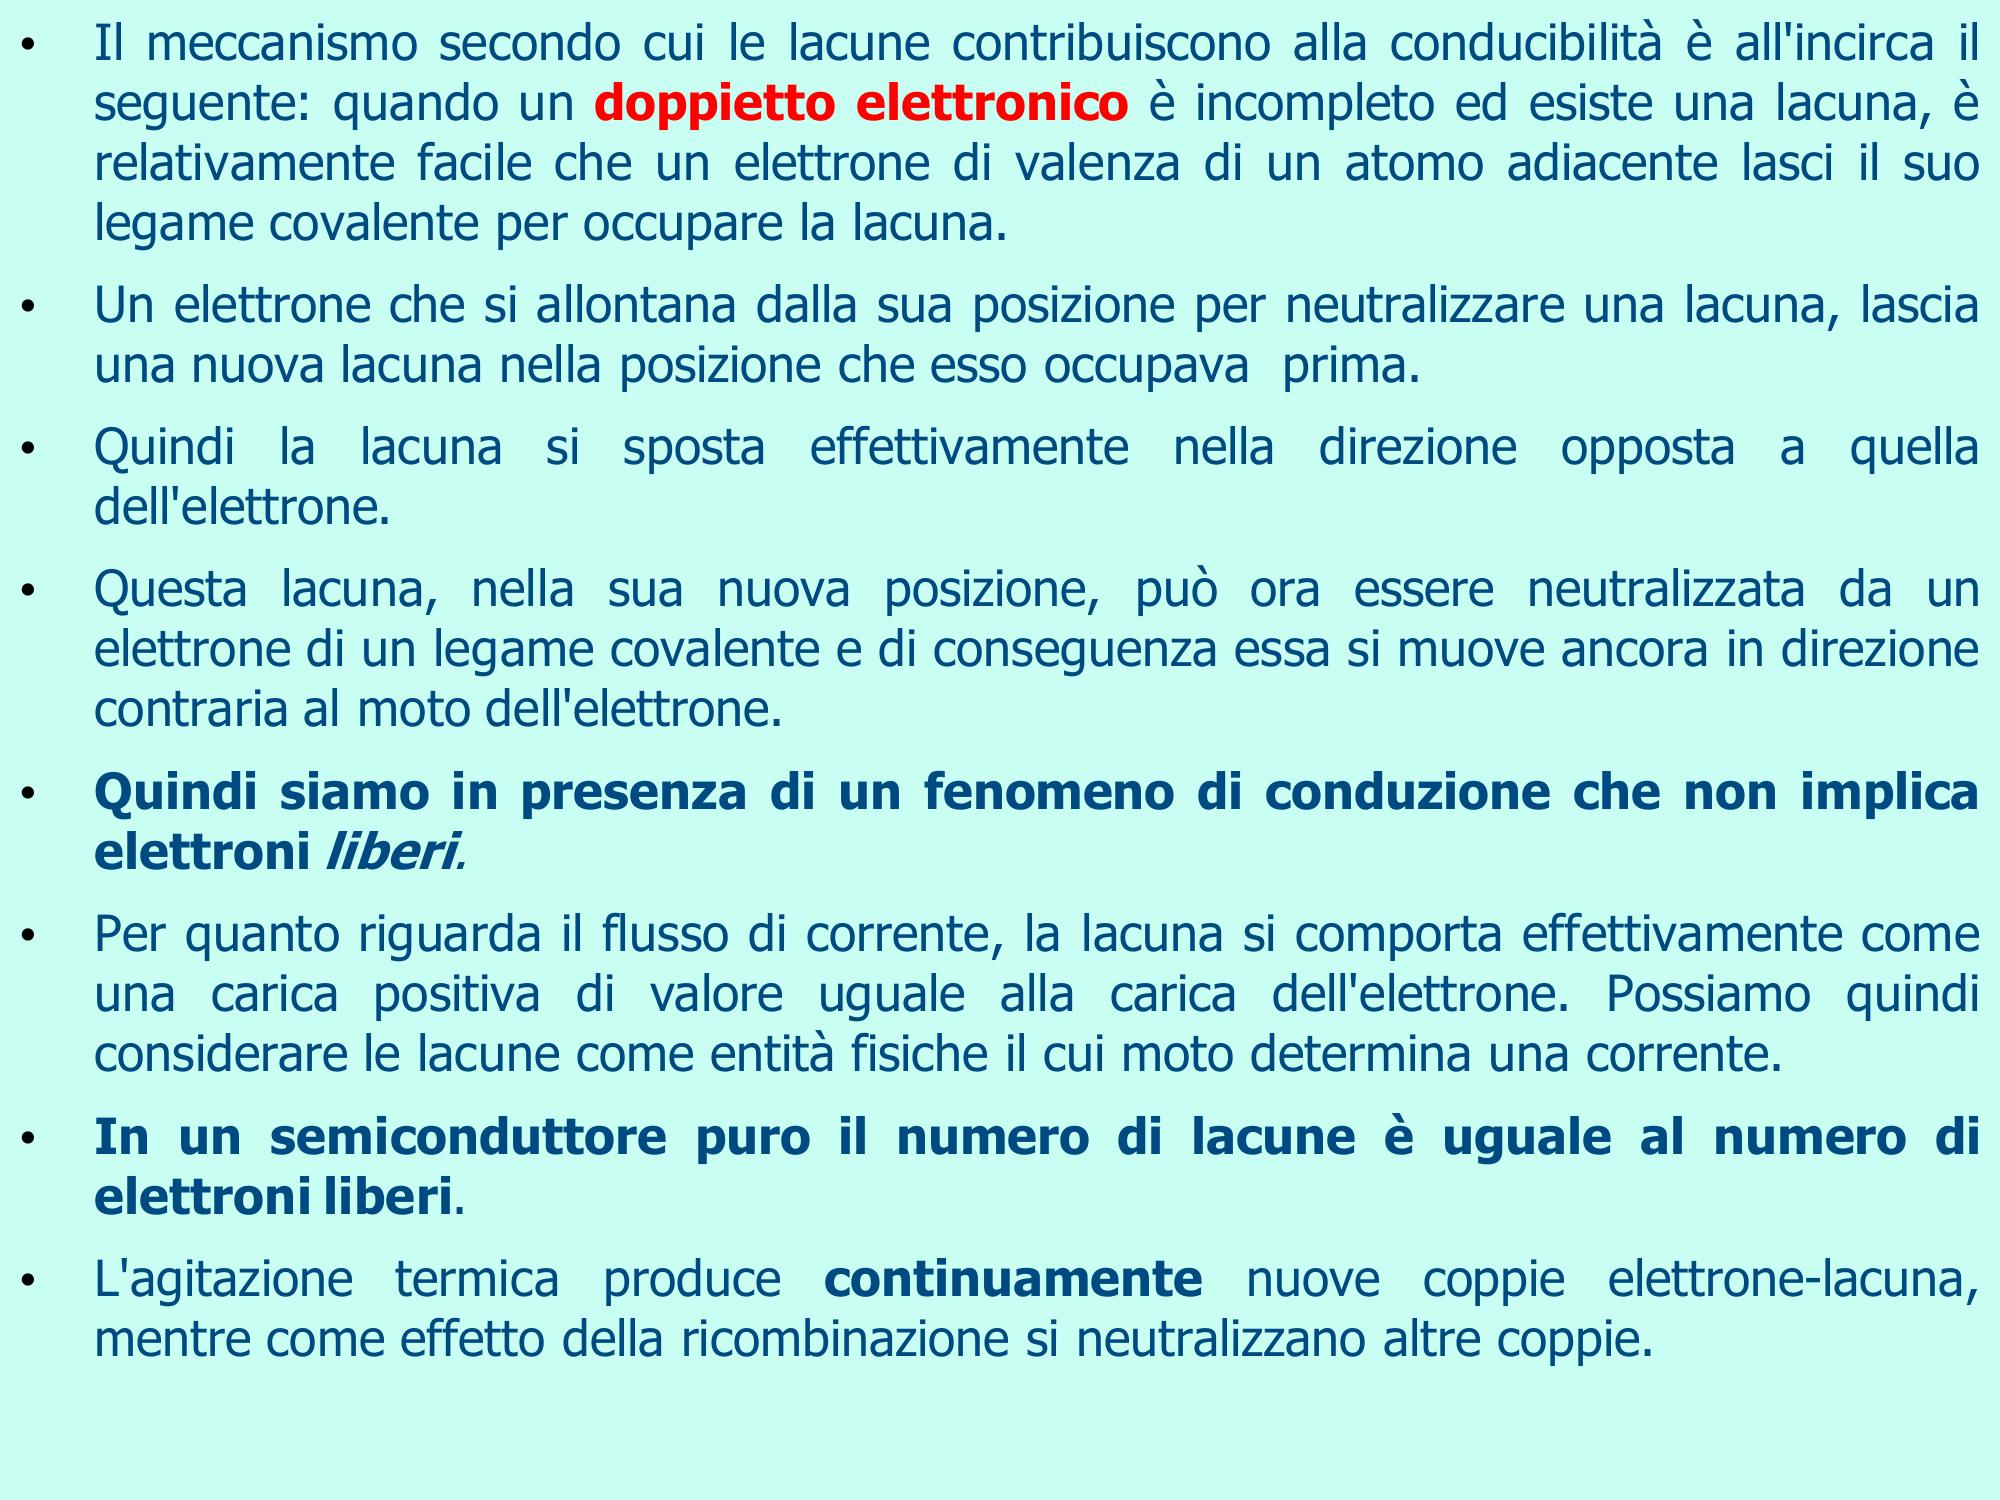 • Il meccanismo secondo cui le lacune contribuiscono alla conducibilità è all'incirca il
seguente: quando un doppietto elettronico è incompleto ed esiste una lacuna, è
relativamente facile che un elettrone di valenza di un atomo adiacente lasci il suo
legame covalente per occupare la lacuna.
• Un elettrone che si allontana dalla sua posizione per neutralizzare una lacuna, lascia
una nuova lacuna nella posizione che esso occupava prima.
• Quindi la lacuna si sposta effettivamente nella direzione opposta a quella
dell'elettrone.
• Questa lacuna, nella sua nuova posizione, può ora essere neutralizzata da un
elettrone di un legame covalente e di conseguenza essa si muove ancora in direzione
contraria al moto dell'elettrone.
• Quindi siamo in presenza di un fenomeno di conduzione che non implica
elettroni liberi.
• Per quanto riguarda il flusso di corrente, la lacuna si comporta effettivamente come
una carica positiva di valore uguale alla carica dell'elettrone. Possiamo quindi
considerare le lacune come entità fisiche il cui moto determina una corrente.
• In un semiconduttore puro il numero di lacune è uguale al numero di
elettroni liberi.
• L'agitazione termica produce continuamente nuove coppie elettrone-lacuna,
mentre come effetto della ricombinazione si neutralizzano altre coppie.